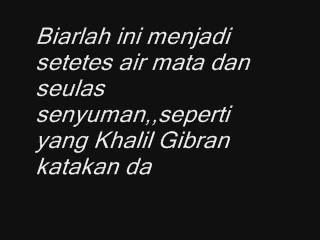 Biarlah ini menjadi
setetes air mata dan
seulas
senyuman,,seperti
yang Khalil Gibran
katakan da